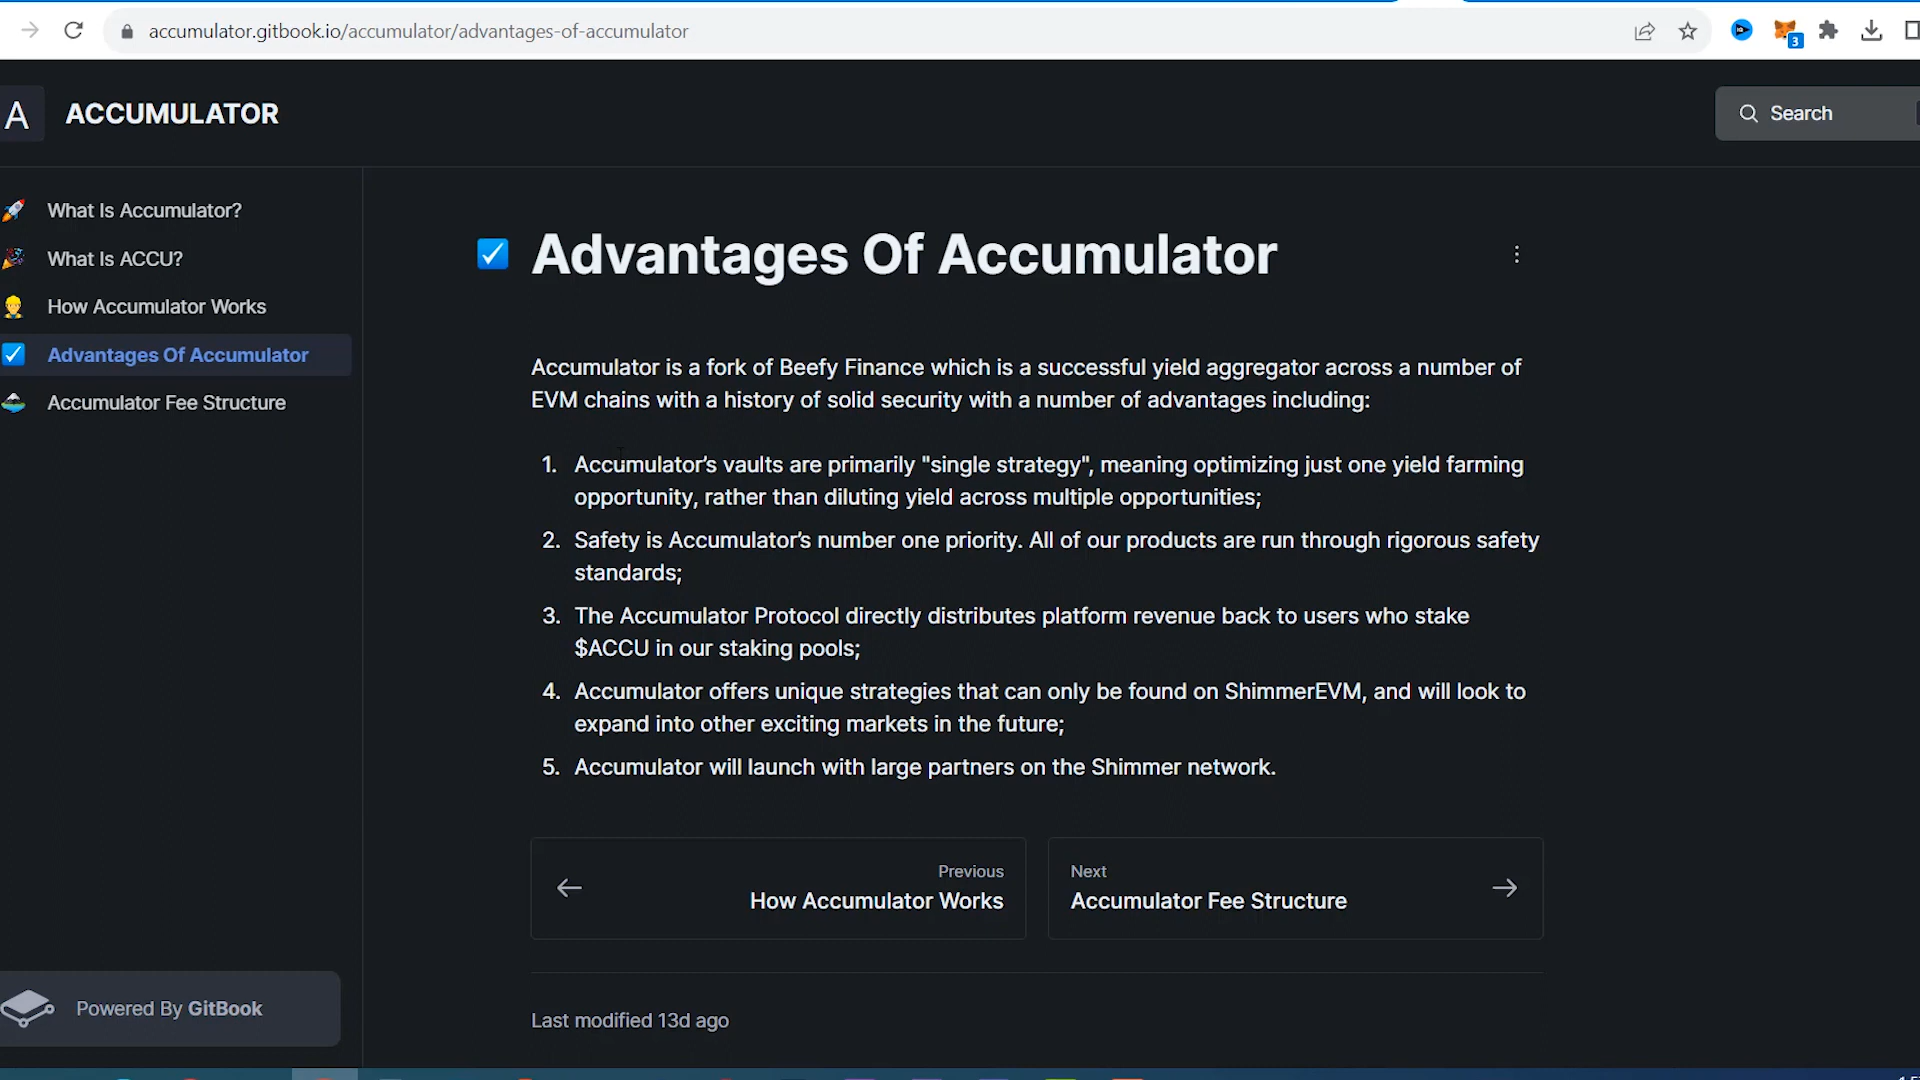 accumulator.gitbook.io/accumulator/advantages-of-accumulator
3
A
ACCUMULATOR
Search
What Is Accumulator?
What Is ACCU?
How Accumulator Works
Advantages Of Accumulator
Accumulator Fee Structure
Advantages Of Accumulator
Accumulator is a fork of Beefy Finance which is a successful yield aggregator across a number of
EVM chains with a history of solid security with a number of advantages including:
1. Accumulator's vaults are primarily "single strategy", meaning optimizing just one yield farming
opportunity, rather than diluting yield across multiple opportunities;
2. Safety is Accumulator's number one priority. All of our products are run through rigorous safety
standards;
3. The Accumulator Protocol directly distributes platform revenue back to users who stake
$ACCU in our staking pools;
4. Accumulator offers unique strategies that can only be found on ShimmerEVM, and will look to
expand into other exciting markets in the future;
5. Accumulator will launch with large partners on the Shimmer network.
Previous
How Accumulator Works
Next
Accumulator Fee Structure
Powered By GitBook
Last modified 13d ago